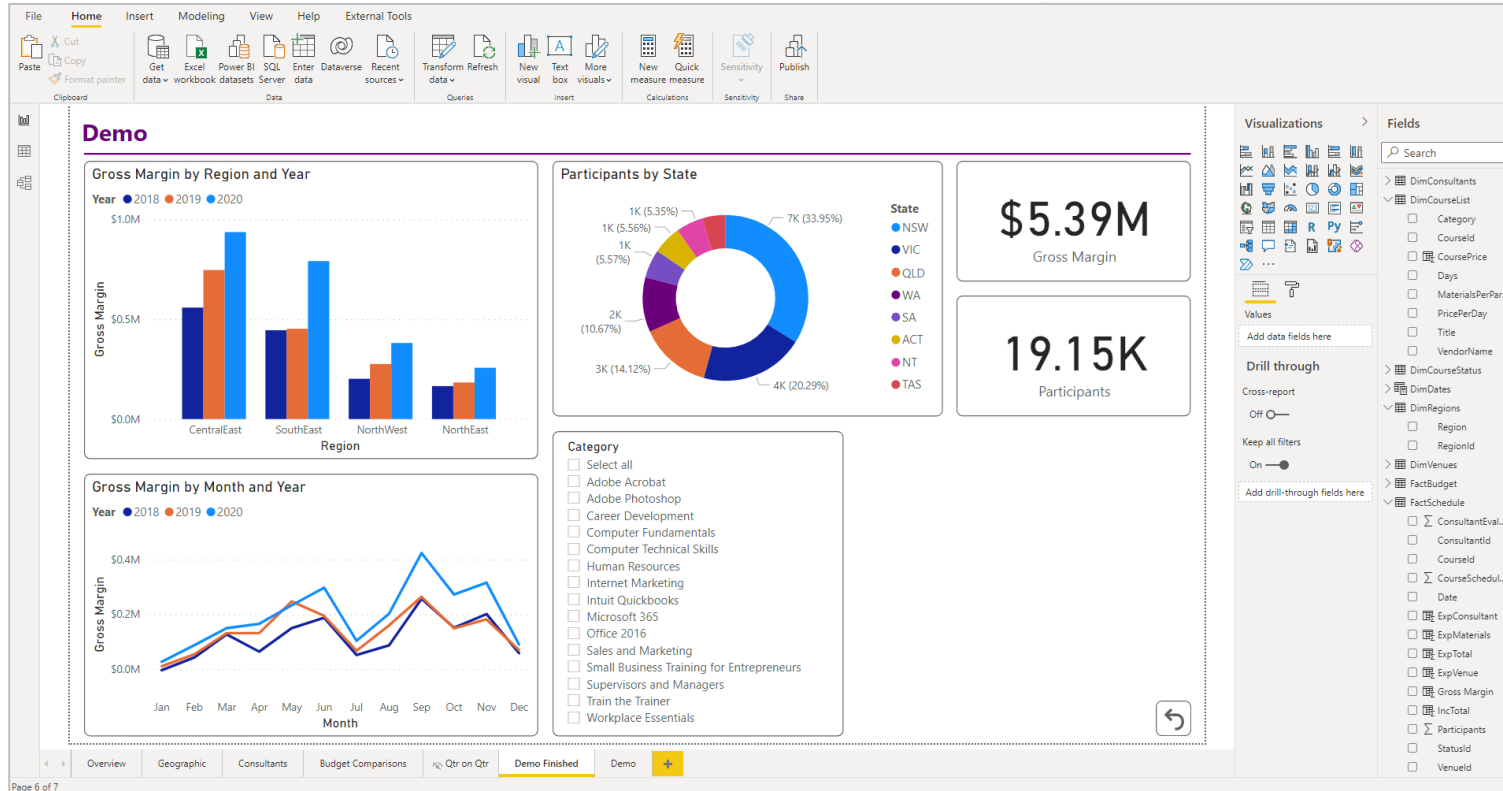 File Home Insert Modeling View Help External Tools
Paste
Cut
Copy
Format painter
Clipboard
Get data
Excel workbook
Power BI datasets
SQL Server
Enter data
Dataverse
Recent sources
Data
Transform data
Refresh
Queries
New visual
Text box
More visuals
Insert
New measure
Quick measure
Calculations
Sensitivity
Sensitivity
Publish
Share
Demo
Gross Margin by Region and Year
Year 2018 2019 2020
Gross Margin
$1.0M
$0.5M
$0.0M
CentralEast SouthEast NorthWest NorthEast
Region
Gross Margin by Month and Year
Year 2018 2019 2020
Gross Margin
$0.4M
$0.2M
$0.0M
Jan Feb Mar Apr May Jun Jul Aug Sep Oct Nov Dec
Month
Participants by State
1K (5.35%)
1K (5.56%)
1K
(5.57%)
2K
(10.67%)
3K (14.12%)
7K (33.95%)
4K (20.29%)
State
NSW
VIC
QLD
WA
SA
ACT
NT
TAS
$5.39M
Gross Margin
19.15K
Participants
Category
Select all
Adobe Acrobat
Adobe Photoshop
Career Development
Computer Fundamentals
Computer Technical Skills
Human Resources
Internet Marketing
Intuit Quickbooks
Microsoft 365
Office 2016
Sales and Marketing
Small Business Training for Entrepreneurs
Supervisors and Managers
Train the Trainer
Workplace Essentials
Visualizations
R Py
Values
Add data fields here
Drill through
Cross-report
Off
Keep all filters
On
Add drill-through fields here
Fields
Search
DimConsultants
DimCourseList
Category
CourseId
CoursePrice
Days
MaterialsPerPar
PricePerDay
Title
VendorName
DimCourseStatus
DimDates
DimRegions
Region
RegionId
DimVenues
FactBudget
FactSchedule
ConsultantEval...
ConsultantId
CourseId
CourseSchedul...
Date
ExpConsultant
ExpMaterials
ExpTotal
ExpVenue
Gross Margin
IncTotal
Participants
StatusId
VenueId
Overview Geographic Consultants Budget Comparisons Qtr on Qtr Demo Finished Demo +
Page 6 of 7